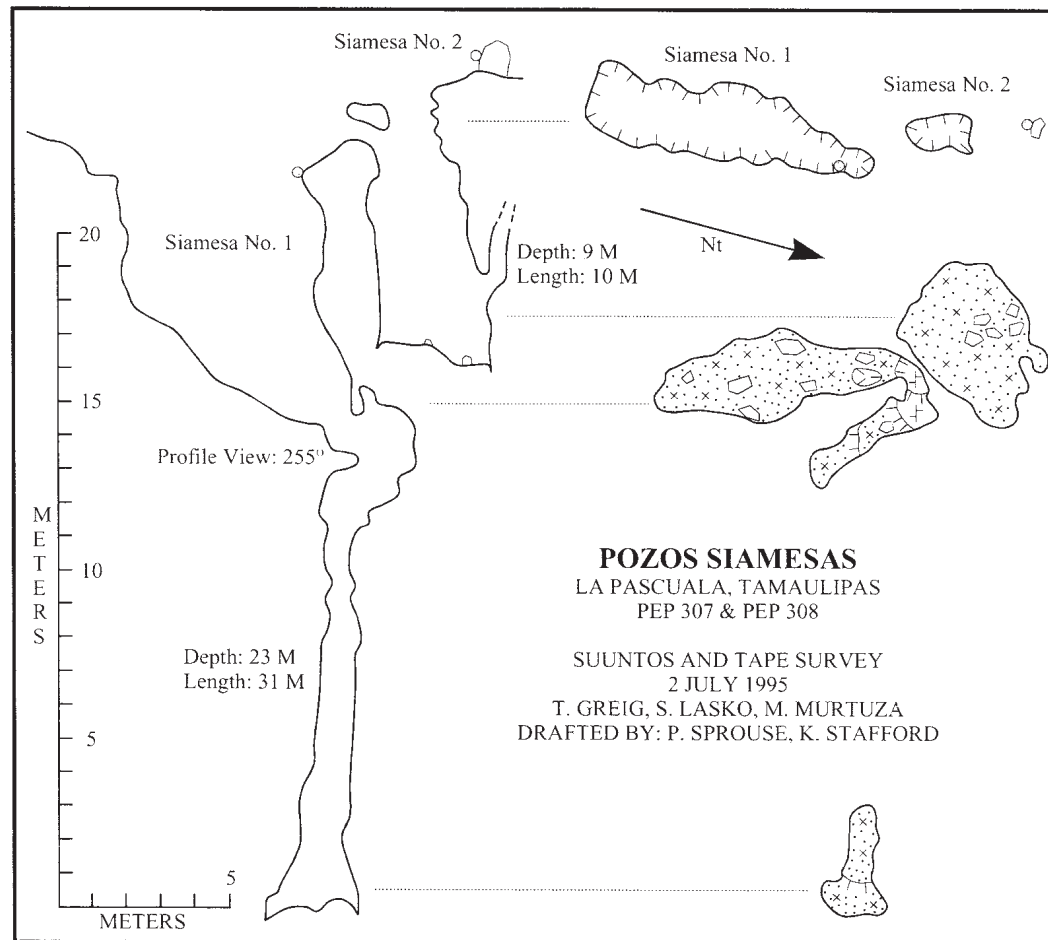 Siamesa No. 2
Siamesa No. 1
Siamesa No. 2
Siamesa No. 1
Nt
Depth: 9 M
Length: 10 M
20
15
10
5
METERS
Profile View: 255º
Depth: 23 M
Length: 31 M
5
METERS
POZOS SIAMESAS
LA PASCUALA, TAMAULIPAS
PEP 307 & PEP 308
SUUNTOS AND TAPE SURVEY
2 JULY 1995
T. GREIG, S. LASKO, M. MURTUZA
DRAFTED BY: P. SPROUSE, K. STAFFORD